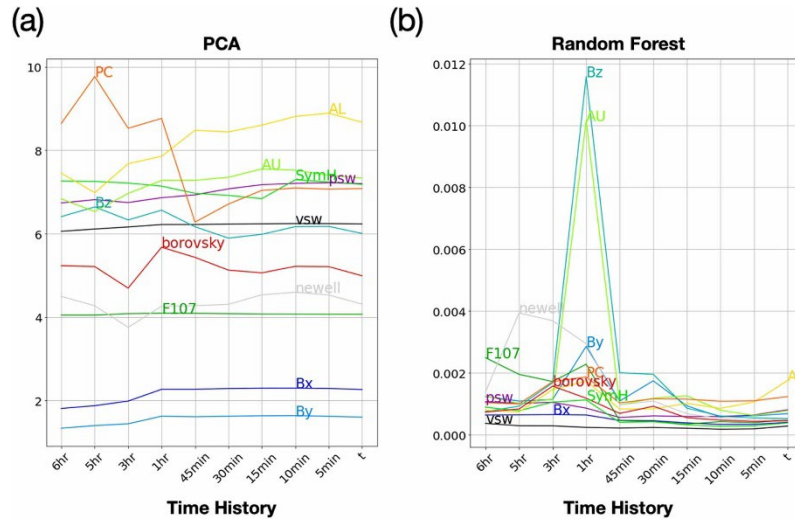 (a)
PCA
10
8
6
4
2
PC
AL
AU
SymH
psw
Bz
vsw
borovsky
newell
F107
Bx
By
6hr
5hr
3hr
1hr
45min
30min
15min
10min
5min
t
Time History
(b)
Random Forest
0.012
0.010
0.008
0.006
0.004
0.002
0.000
Bz
AU
newell
By
F107
PC
borovsky
A
psw
SymH
Bx
vsw
6hr
5hr
3hr
1hr
45min
30min
15min
10min
5min
t
Time History